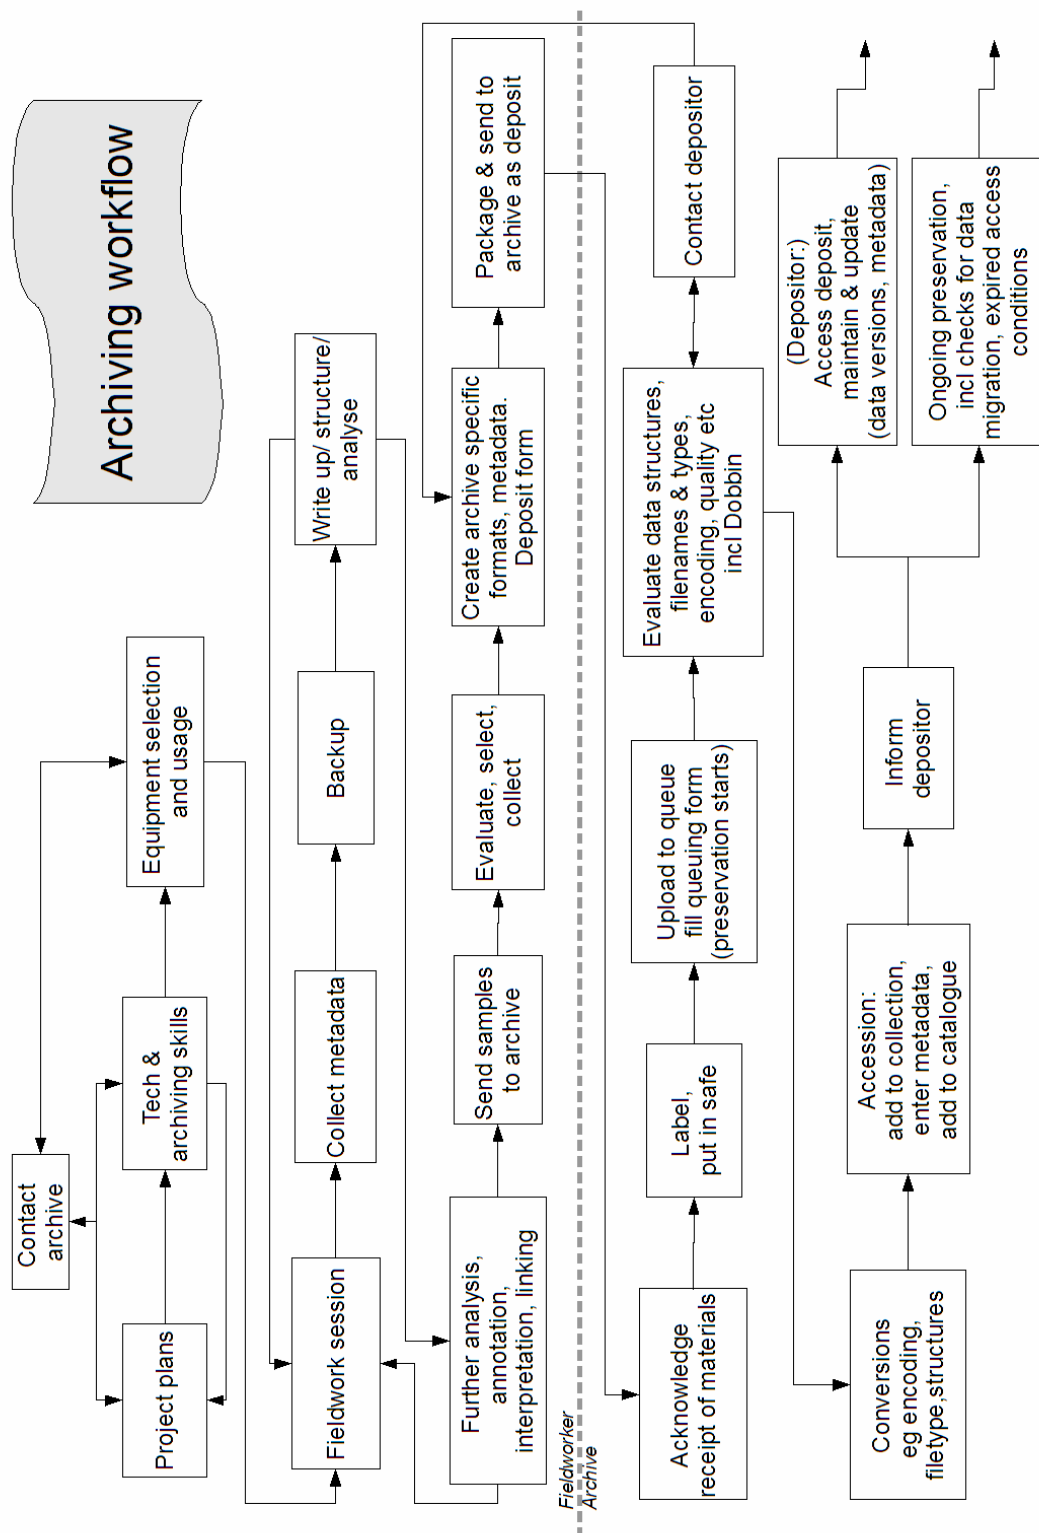 Archiving workflow
Contact
archive
Project plans
Tech &
archiving skills
Equipment selection
and usage
Fieldwork session
Collect metadata
Backup
Write up/ structure/
analyse
Further analysis,
annotation,
interpretation, linking
Send samples
to archive
Evaluate, select,
collect
Create archive specific
formats, metadata.
Deposit form
Package & send to
archive as deposit
Fieldworker
Archive
Acknowledge
receipt of materials
Label,
put in safe
Upload to queue
fill queuing form
(preservation starts)
Evaluate data structures,
filenames & types,
encoding, quality etc
incl Dobbin
Contact depositor
Conversions
eg encoding,
filetype,structures
Accession:
add to collection,
enter metadata,
add to catalogue
Inform
depositor
(Depositor:)
Access deposit,
maintain & update
(data versions, metadata)
Ongoing preservation,
incl checks for data
migration, expired access
conditions